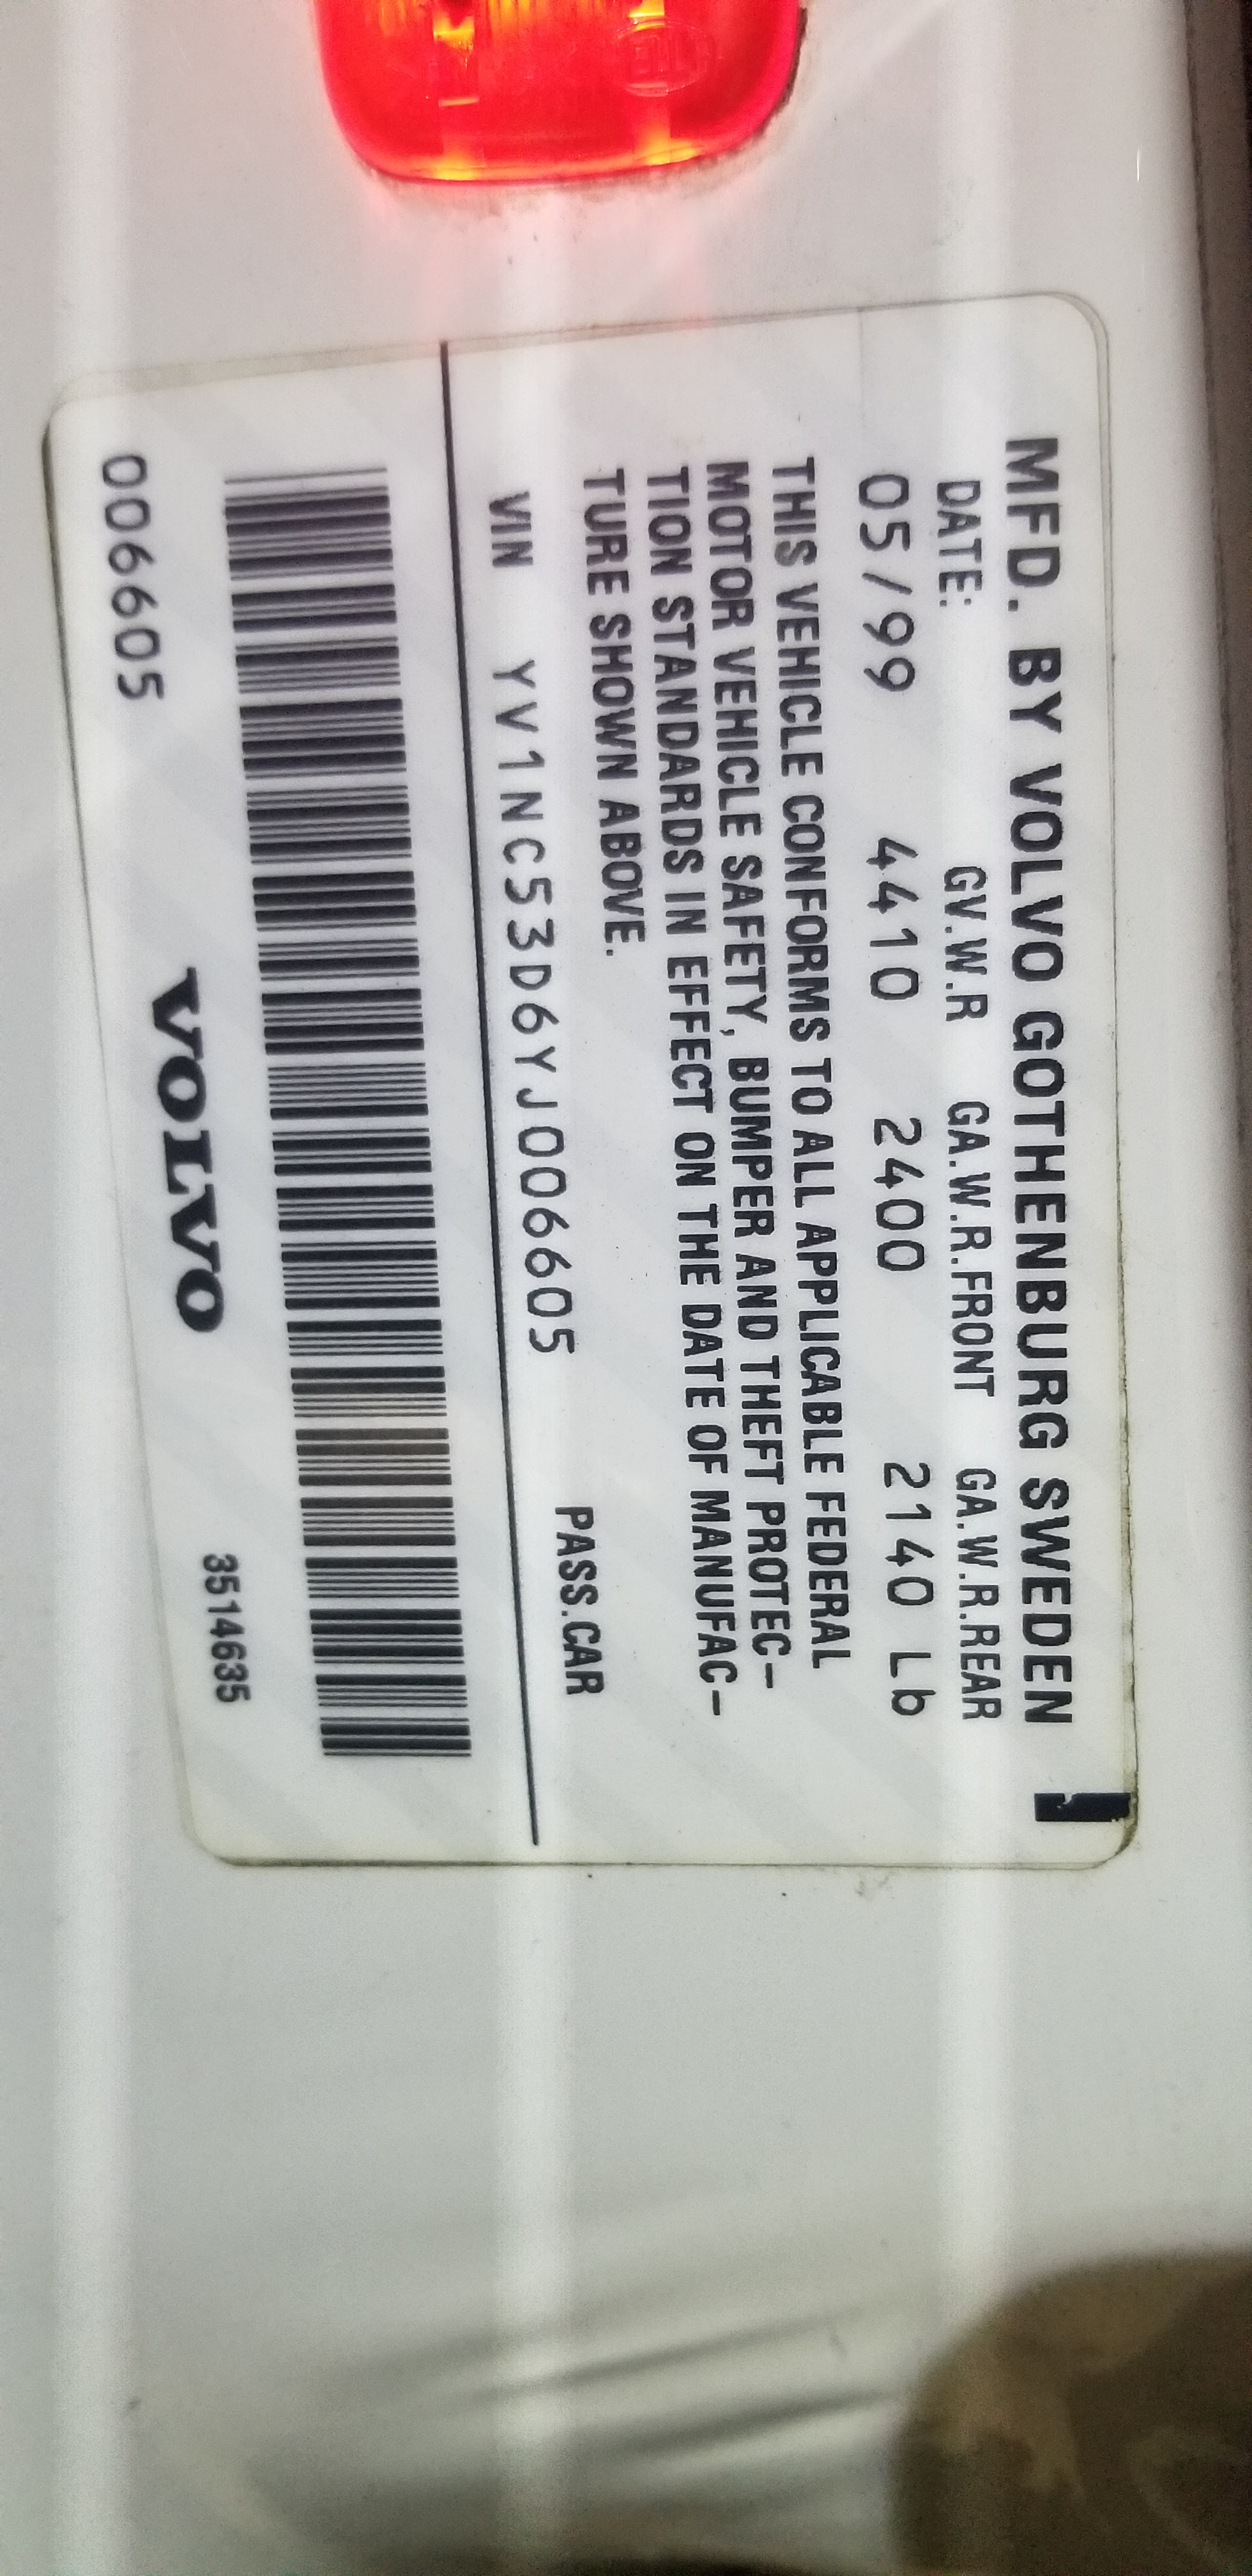 MFD. BY VOLVO GOTHENBURG SWEDEN
DATE: GV.W.R GA.W.R.FRONT GA.W.R.REAR
05/99 4410 2400 2140 Lb
THIS VEHICLE CONFORMS TO ALL APPLICABLE FEDERAL
MOTOR VEHICLE SAFETY, BUMPER AND THEFT PROTEC-
TION STANDARDS IN EFFECT ON THE DATE OF MANUFAC-
TURE SHOWN ABOVE.
VIN YV1NC53D6YJ006605 PASS.CAR
006605 VOLVO 3514635